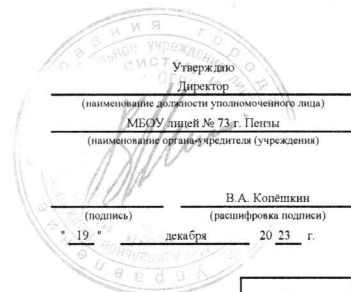 Утверждаю
Директор
(наименование должности уполномоченного лица)
МБОУ лицей № 73 г. Пензы
(наименование органа-учредителя (учреждения)
В.А. Копёшкин
(подпись) (расшифровка подписи)
" 19 " декабря 20 23 г.